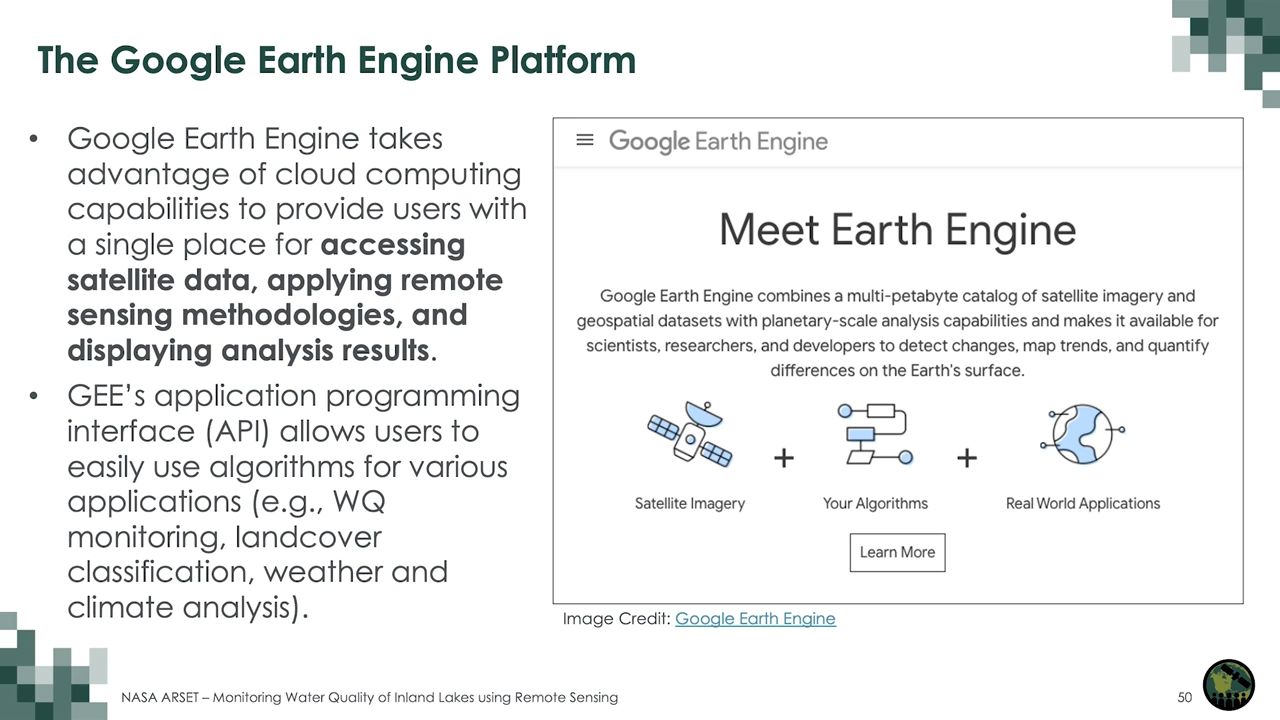 The Google Earth Engine Platform
• Google Earth Engine takes
advantage of cloud computing
capabilities to provide users with
a single place for accessing
satellite data, applying remote
sensing methodologies, and
displaying analysis results.
• GEE’s application programming
interface (API) allows users to
easily use algorithms for various
applications (e.g., WQ
monitoring, landcover
classification, weather and
climate analysis).
Google Earth Engine
Meet Earth Engine
Google Earth Engine combines a multi-petabyte catalog of satellite imagery and
geospatial datasets with planetary-scale analysis capabilities and makes it available for
scientists, researchers, and developers to detect changes, map trends, and quantify
differences on the Earth's surface.
+ +
Satellite Imagery Your Algorithms Real World Applications
Learn More
Image Credit: Google Earth Engine
NASA ARSET – Monitoring Water Quality of Inland Lakes using Remote Sensing 50